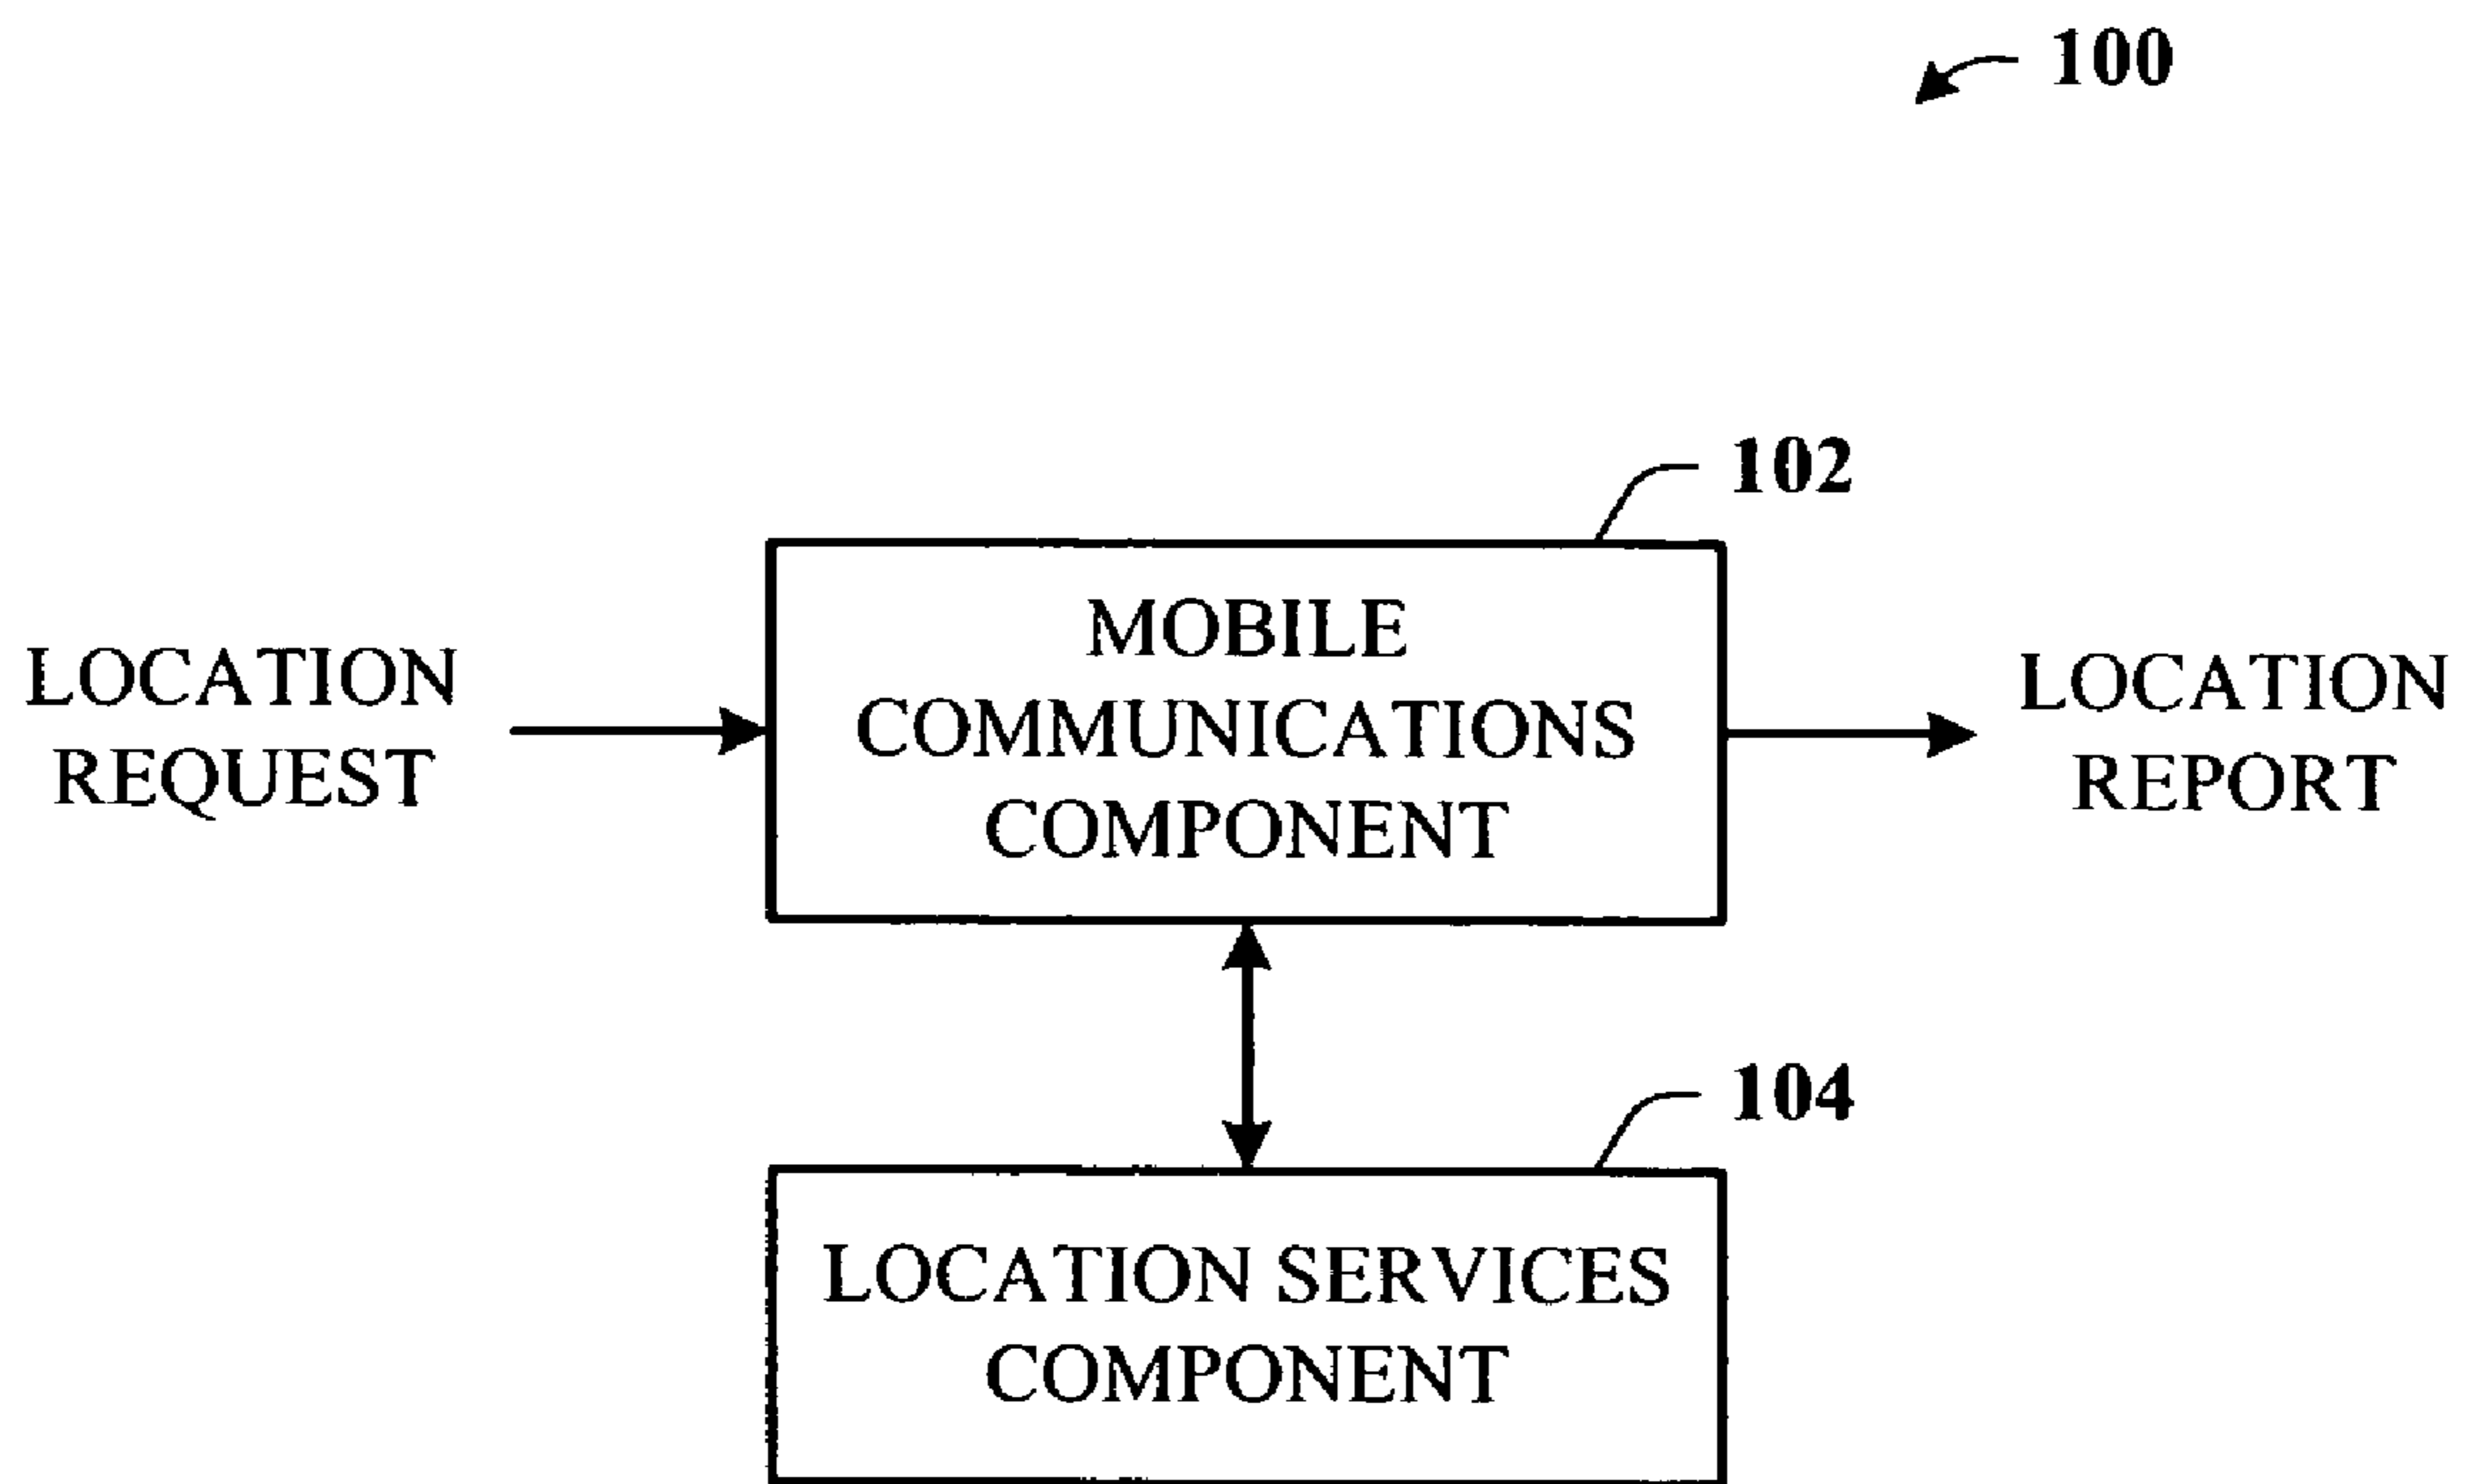 100
102
MOBILE
COMMUNICATIONS
COMPONENT
LOCATION
REQUEST
LOCATION
REPORT
104
LOCATION SERVICES
COMPONENT